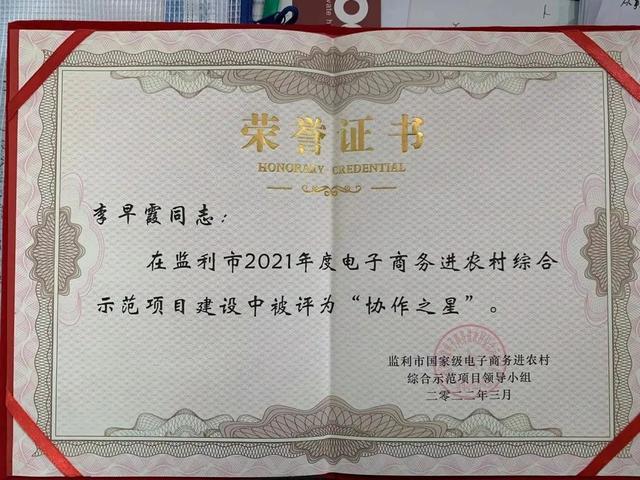 荣誉证书
HONORARY CREDENTIAL
李早霞同志：
在监利市2021年度电子商务进农村综合
示范项目建设中被评为“协作之星”。
监利市国家级电子商务进农村
综合示范项目领导小组
二〇二二年三月